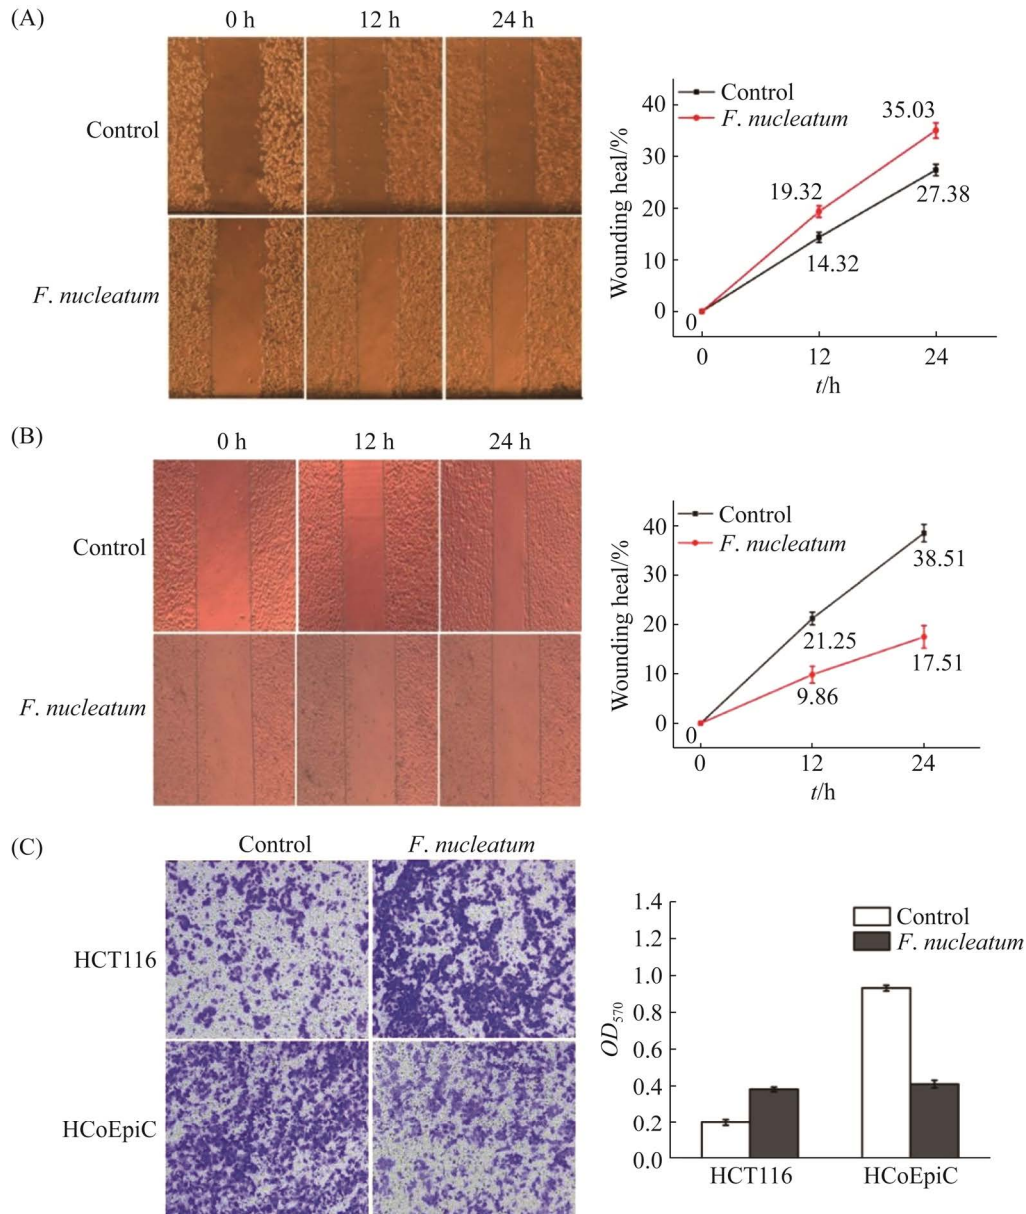 (A)
0 h 12 h 24 h
Control
F. nucleatum
Control
F. nucleatum
Wounding heal/%
40
30
20
10
0
0
19.32
35.03
14.32
27.38
0 12 24
t/h
(B)
0 h 12 h 24 h
Control
F. nucleatum
Control
F. nucleatum
Wounding heal/%
40
30
20
10
0
0
21.25
38.51
9.86
17.51
0 12 24
t/h
(C)
Control F. nucleatum
HCT116
HCoEpiC
Control
F. nucleatum
OD570
1.4
1.2
1.0
0.8
0.6
0.4
0.2
0.0
HCT116 HCoEpiC